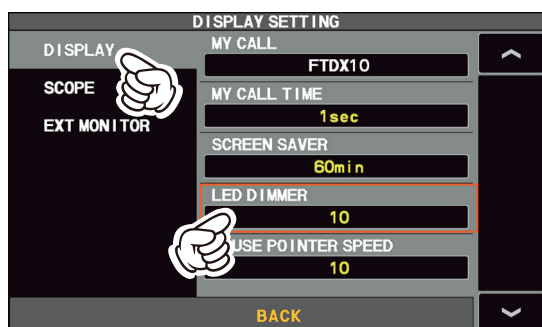 DISPLAY SETTING
DISPLAY
SCOPE
EXT MONITOR
MY CALL
FTDX10
MY CALL TIME
1sec
SCREEN SAVER
60min
LED DIMMER
10
USE POINTER SPEED
10
BACK